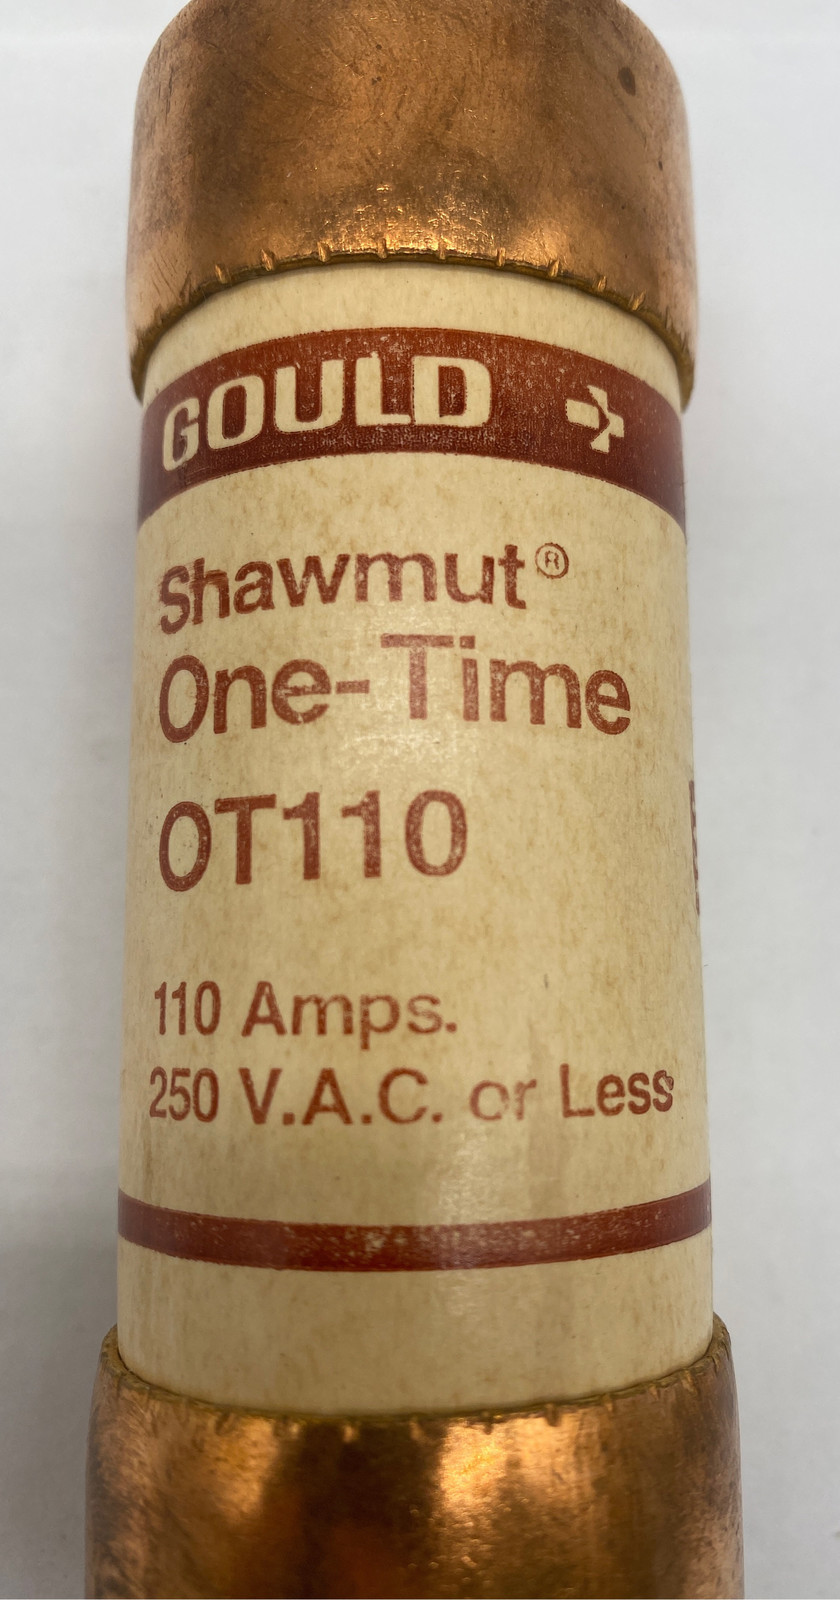 GOULD
Shawmut®
One-Time
OT110
110 Amps.
250 V.A.C. or Less